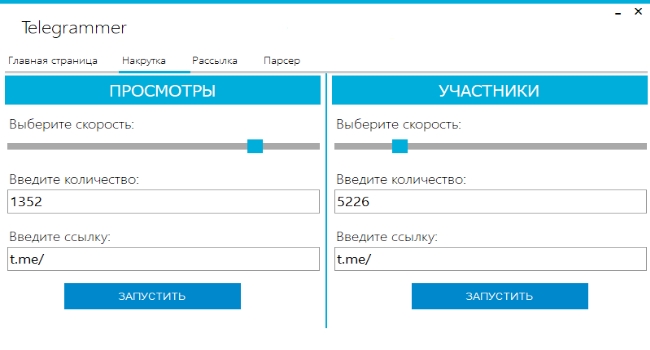 Telegrammer
Главная страница Накрутка Рассылка Парсер
ПРОСМОТРЫ
Выберите скорость:
Введите количество:
1352
Введите ссылку:
t.me/
ЗАПУСТИТЬ
УЧАСТНИКИ
Выберите скорость:
Введите количество:
5226
Введите ссылку:
t.me/
ЗАПУСТИТЬ